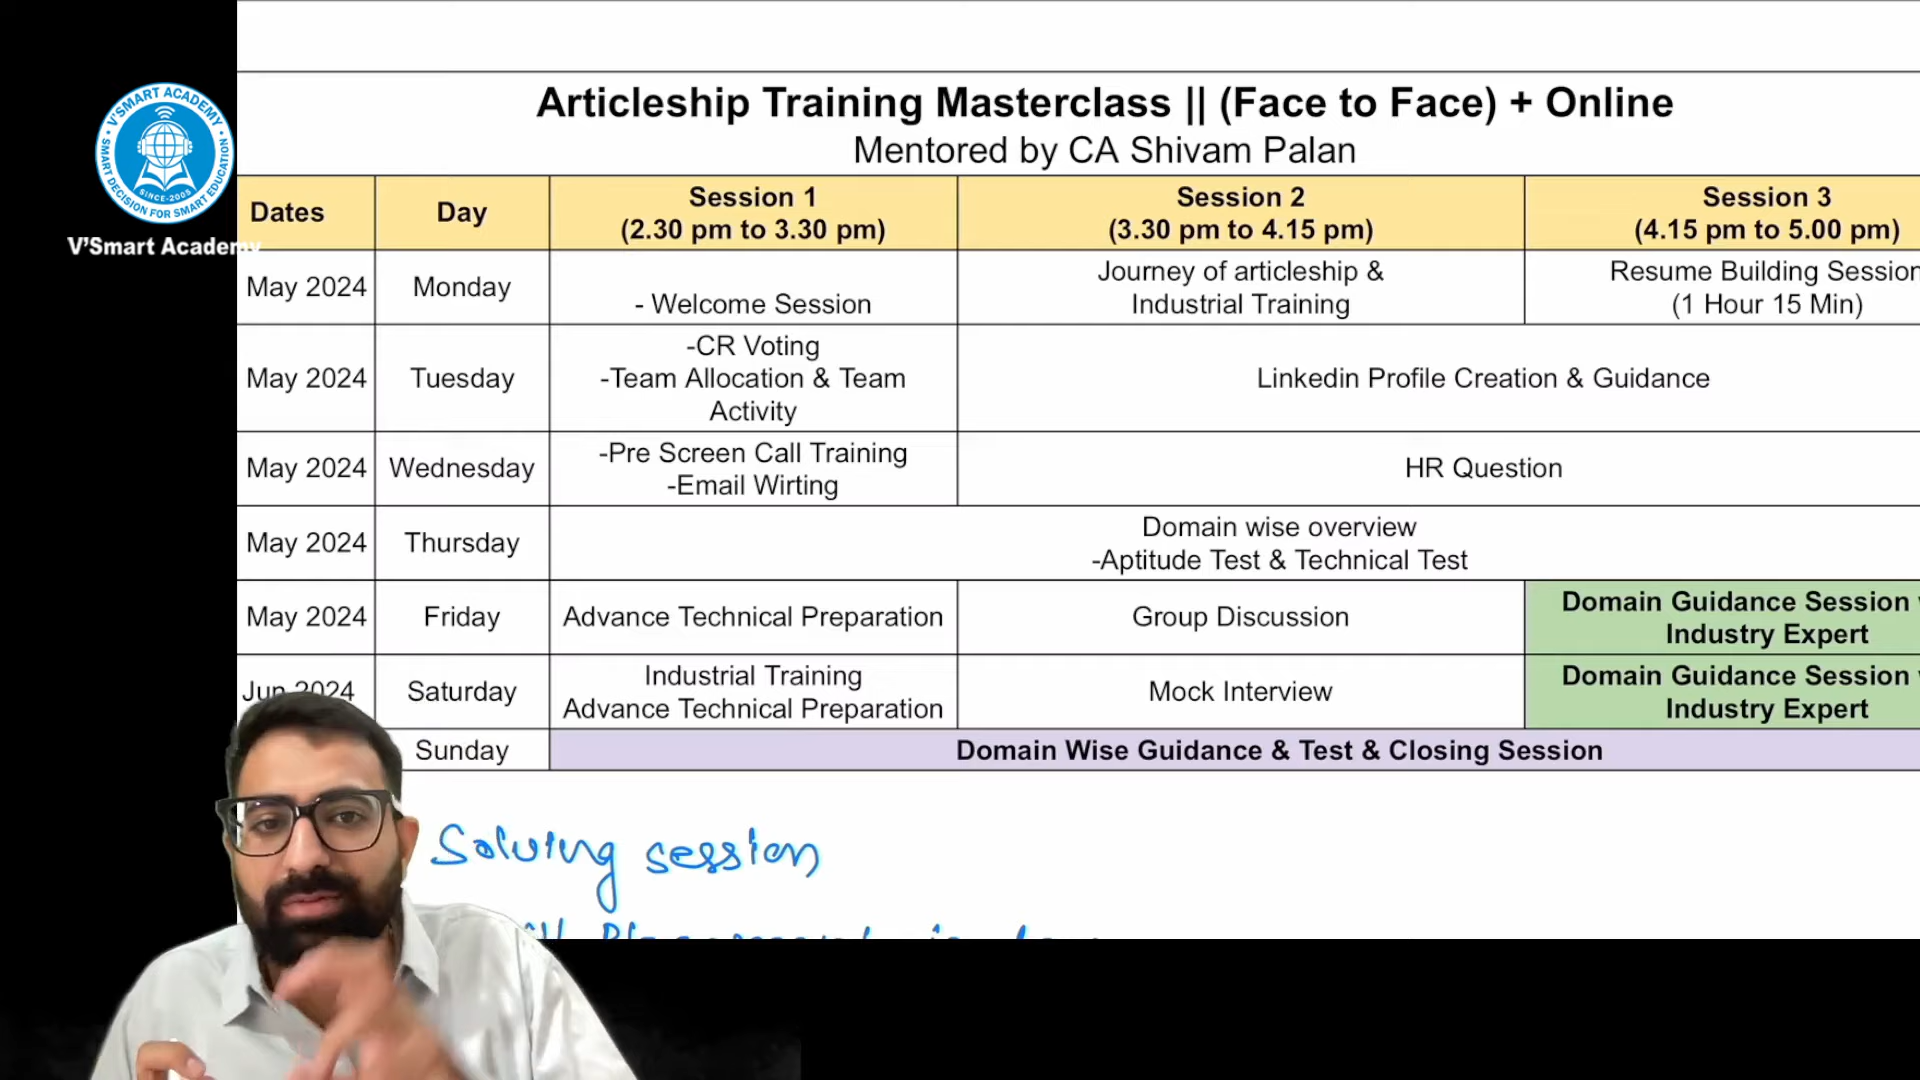 V'SMART ACADEMY
SINCE-2005
SMART DECISION FOR SMART EDUCATION
V'Smart Academy
Articleship Training Masterclass || (Face to Face) + Online
Mentored by CA Shivam Palan
Dates Day Session 1 (2.30 pm to 3.30 pm) Session 2 (3.30 pm to 4.15 pm) Session 3 (4.15 pm to 5.00 pm)
May 2024 Monday - Welcome Session Journey of articleship & Industrial Training Resume Building Session (1 Hour 15 Min)
May 2024 Tuesday -CR Voting -Team Allocation & Team Activity Linkedin Profile Creation & Guidance
May 2024 Wednesday -Pre Screen Call Training -Email Wirting HR Question
May 2024 Thursday Domain wise overview -Aptitude Test & Technical Test
May 2024 Friday Advance Technical Preparation Group Discussion Domain Guidance Session Industry Expert
Jun 2024 Saturday Industrial Training Advance Technical Preparation Mock Interview Domain Guidance Session Industry Expert
Sunday Domain Wise Guidance & Test & Closing Session
Solving session